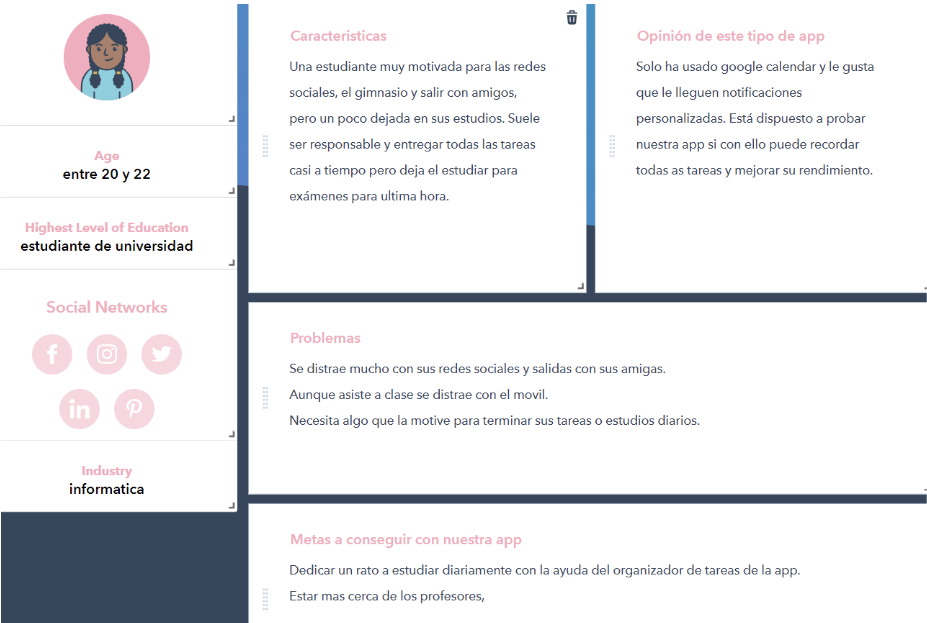 Age
entre 20 y 22
Highest Level of Education
estudiante de universidad
Social Networks
Industry
informatica
Caracteristicas
Una estudiante muy motivada para las redes
sociales, el gimnasio y salir con amigos,
pero un poco dejada en sus estudios. Suele
ser responsable y entregar todas las tareas
casi a tiempo pero deja el estudiar para
exámenes para ultima hora.
Opinión de este tipo de app
Solo ha usado google calendar y le gusta
que le lleguen notificaciones
personalizadas. Está dispuesto a probar
nuestra app si con ello puede recordar
todas as tareas y mejorar su rendimiento.
Problemas
Se distrae mucho con sus redes sociales y salidas con sus amigas.
Aunque asiste a clase se distrae con el movil.
Necesita algo que la motive para terminar sus tareas o estudios diarios.
Metas a conseguir con nuestra app
Dedicar un rato a estudiar diariamente con la ayuda del organizador de tareas de la app.
Estar mas cerca de los profesores,